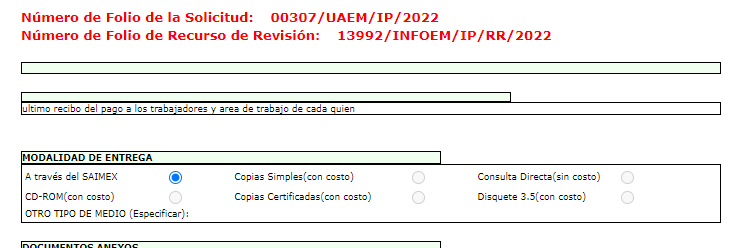 Número de Folio de la Solicitud: 00307/UAEM/IP/2022
Número de Folio de Recurso de Revisión: 13992/INFOEM/IP/RR/2022
ultimo recibo del pago a los trabajadores y area de trabajo de cada quien
MODALIDAD DE ENTREGA
A través del SAIMEX Copias Simples(con costo) Consulta Directa(sin costo)
CD-ROM(con costo) Copias Certificadas(con costo) Disquete 3.5(con costo)
OTRO TIPO DE MEDIO (Especificar):
DOCUMENTOS ANEXOS